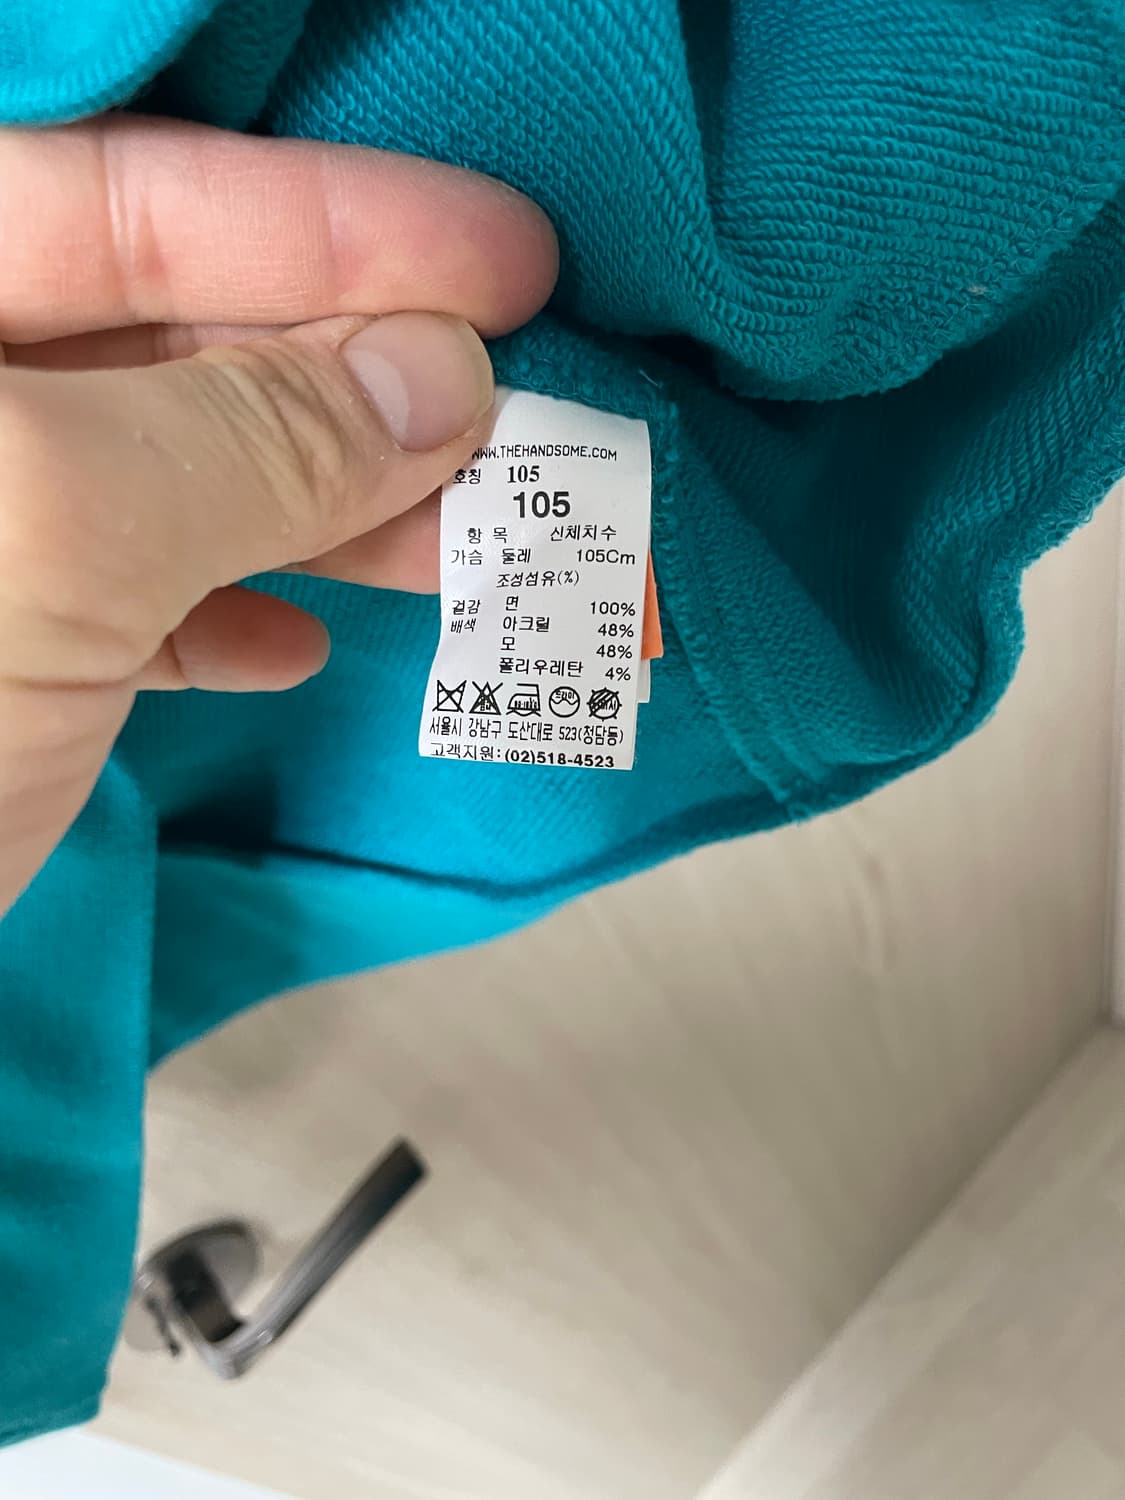 WWW.THEHANDSOME.COM
호칭 105
105
항 목 신체치수
가슴 둘레 105Cm
조성섬유(%)
겉감 면 100%
배색 아크릴 48%
모 48%
폴리우레탄 4%
드라이
서울시 강남구 도산대로 523(청담동)
고객지원:(02)518-4523